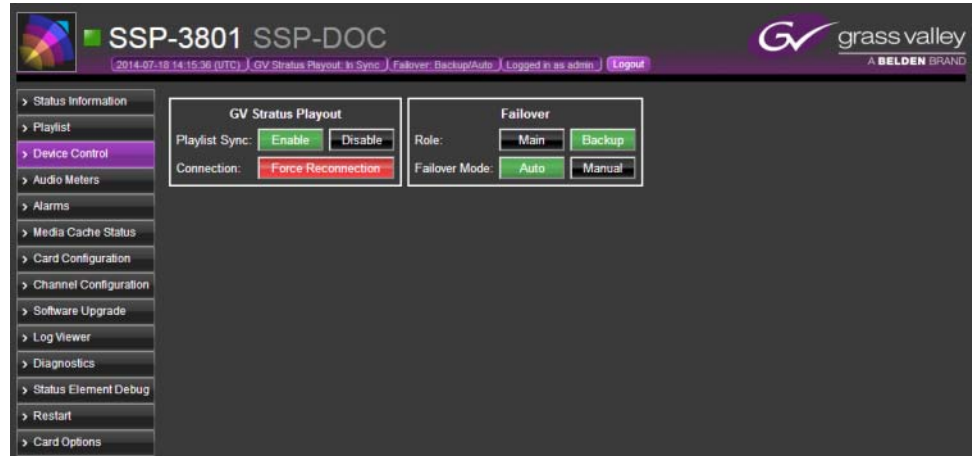 SSP-3801 SSP-DOC
2014-07-18 14:15:36 (UTC) GV Stratus Playout: In Sync Failover: Backup/Auto Logged in as admin Logout
GV grass valley
A BELDEN BRAND
Status Information
Playlist
Device Control
Audio Meters
Alarms
Media Cache Status
Card Configuration
Channel Configuration
Software Upgrade
Log Viewer
Diagnostics
Status Element Debug
Restart
Card Options
GV Stratus Playout
Playlist Sync: Enable Disable
Connection: Force Reconnection
Failover
Role: Main Backup
Failover Mode: Auto Manual